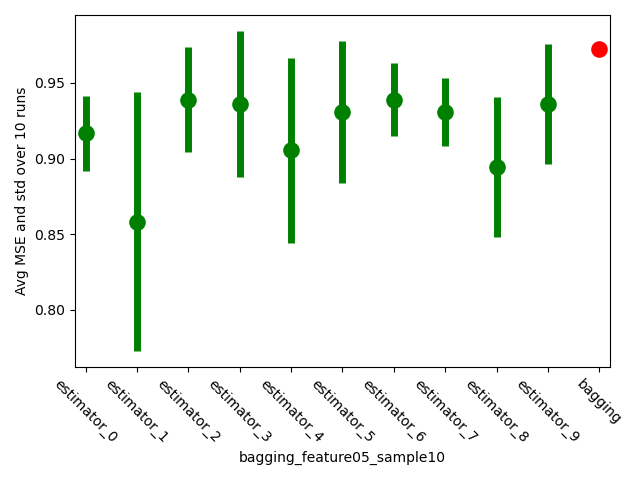 Avg MSE and std over 10 runs
0.95
0.90
0.85
0.80
estimator_0
estimator_1
estimator_2
estimator_3
estimator_4
estimator_5
estimator_6
estimator_7
estimator_8
estimator_9
bagging
bagging_feature05_sample10